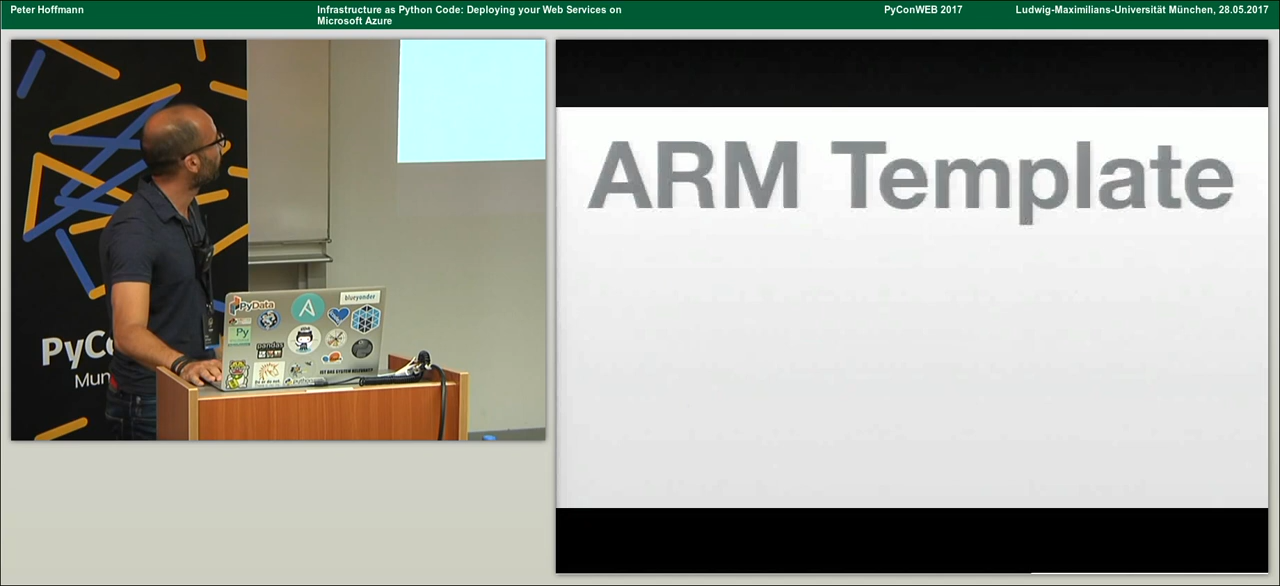 Peter Hoffmann
Infrastructure as Python Code: Deploying your Web Services on
Microsoft Azure
PyConWEB 2017
Ludwig-Maximilians-Universität München, 28.05.2017
ARM Template
PyData
blueyonder
Py
pandas
PyCo
Mun